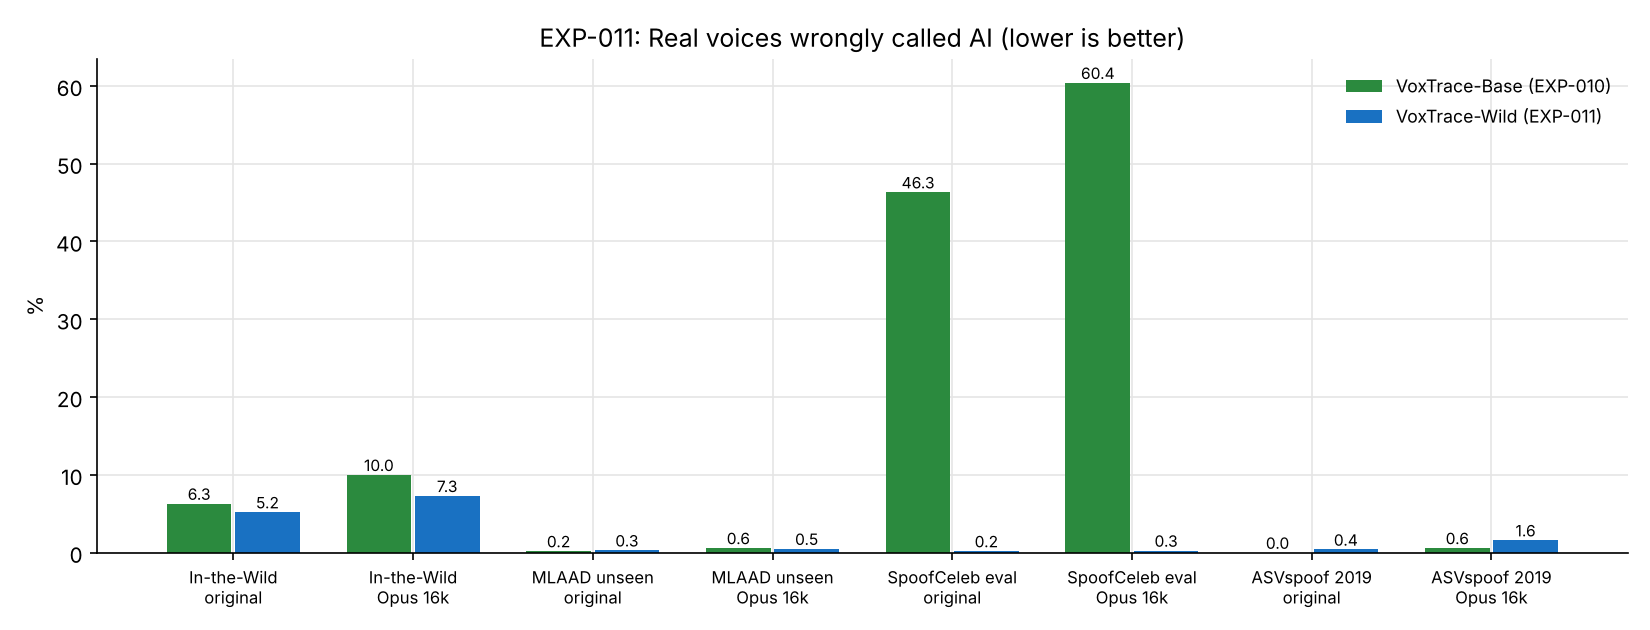 EXP-011: Real voices wrongly called AI (lower is better)
VoxTrace-Base (EXP-010)
VoxTrace-Wild (EXP-011)
%
60
50
40
30
20
10
0
6.3
5.2
10.0
7.3
0.2
0.3
0.6
0.5
46.3
0.2
60.4
0.3
0.0
0.4
0.6
1.6
In-the-Wild
original
In-the-Wild
Opus 16k
MLAAD unseen
original
MLAAD unseen
Opus 16k
SpoofCeleb eval
original
SpoofCeleb eval
Opus 16k
ASVspoof 2019
original
ASVspoof 2019
Opus 16k